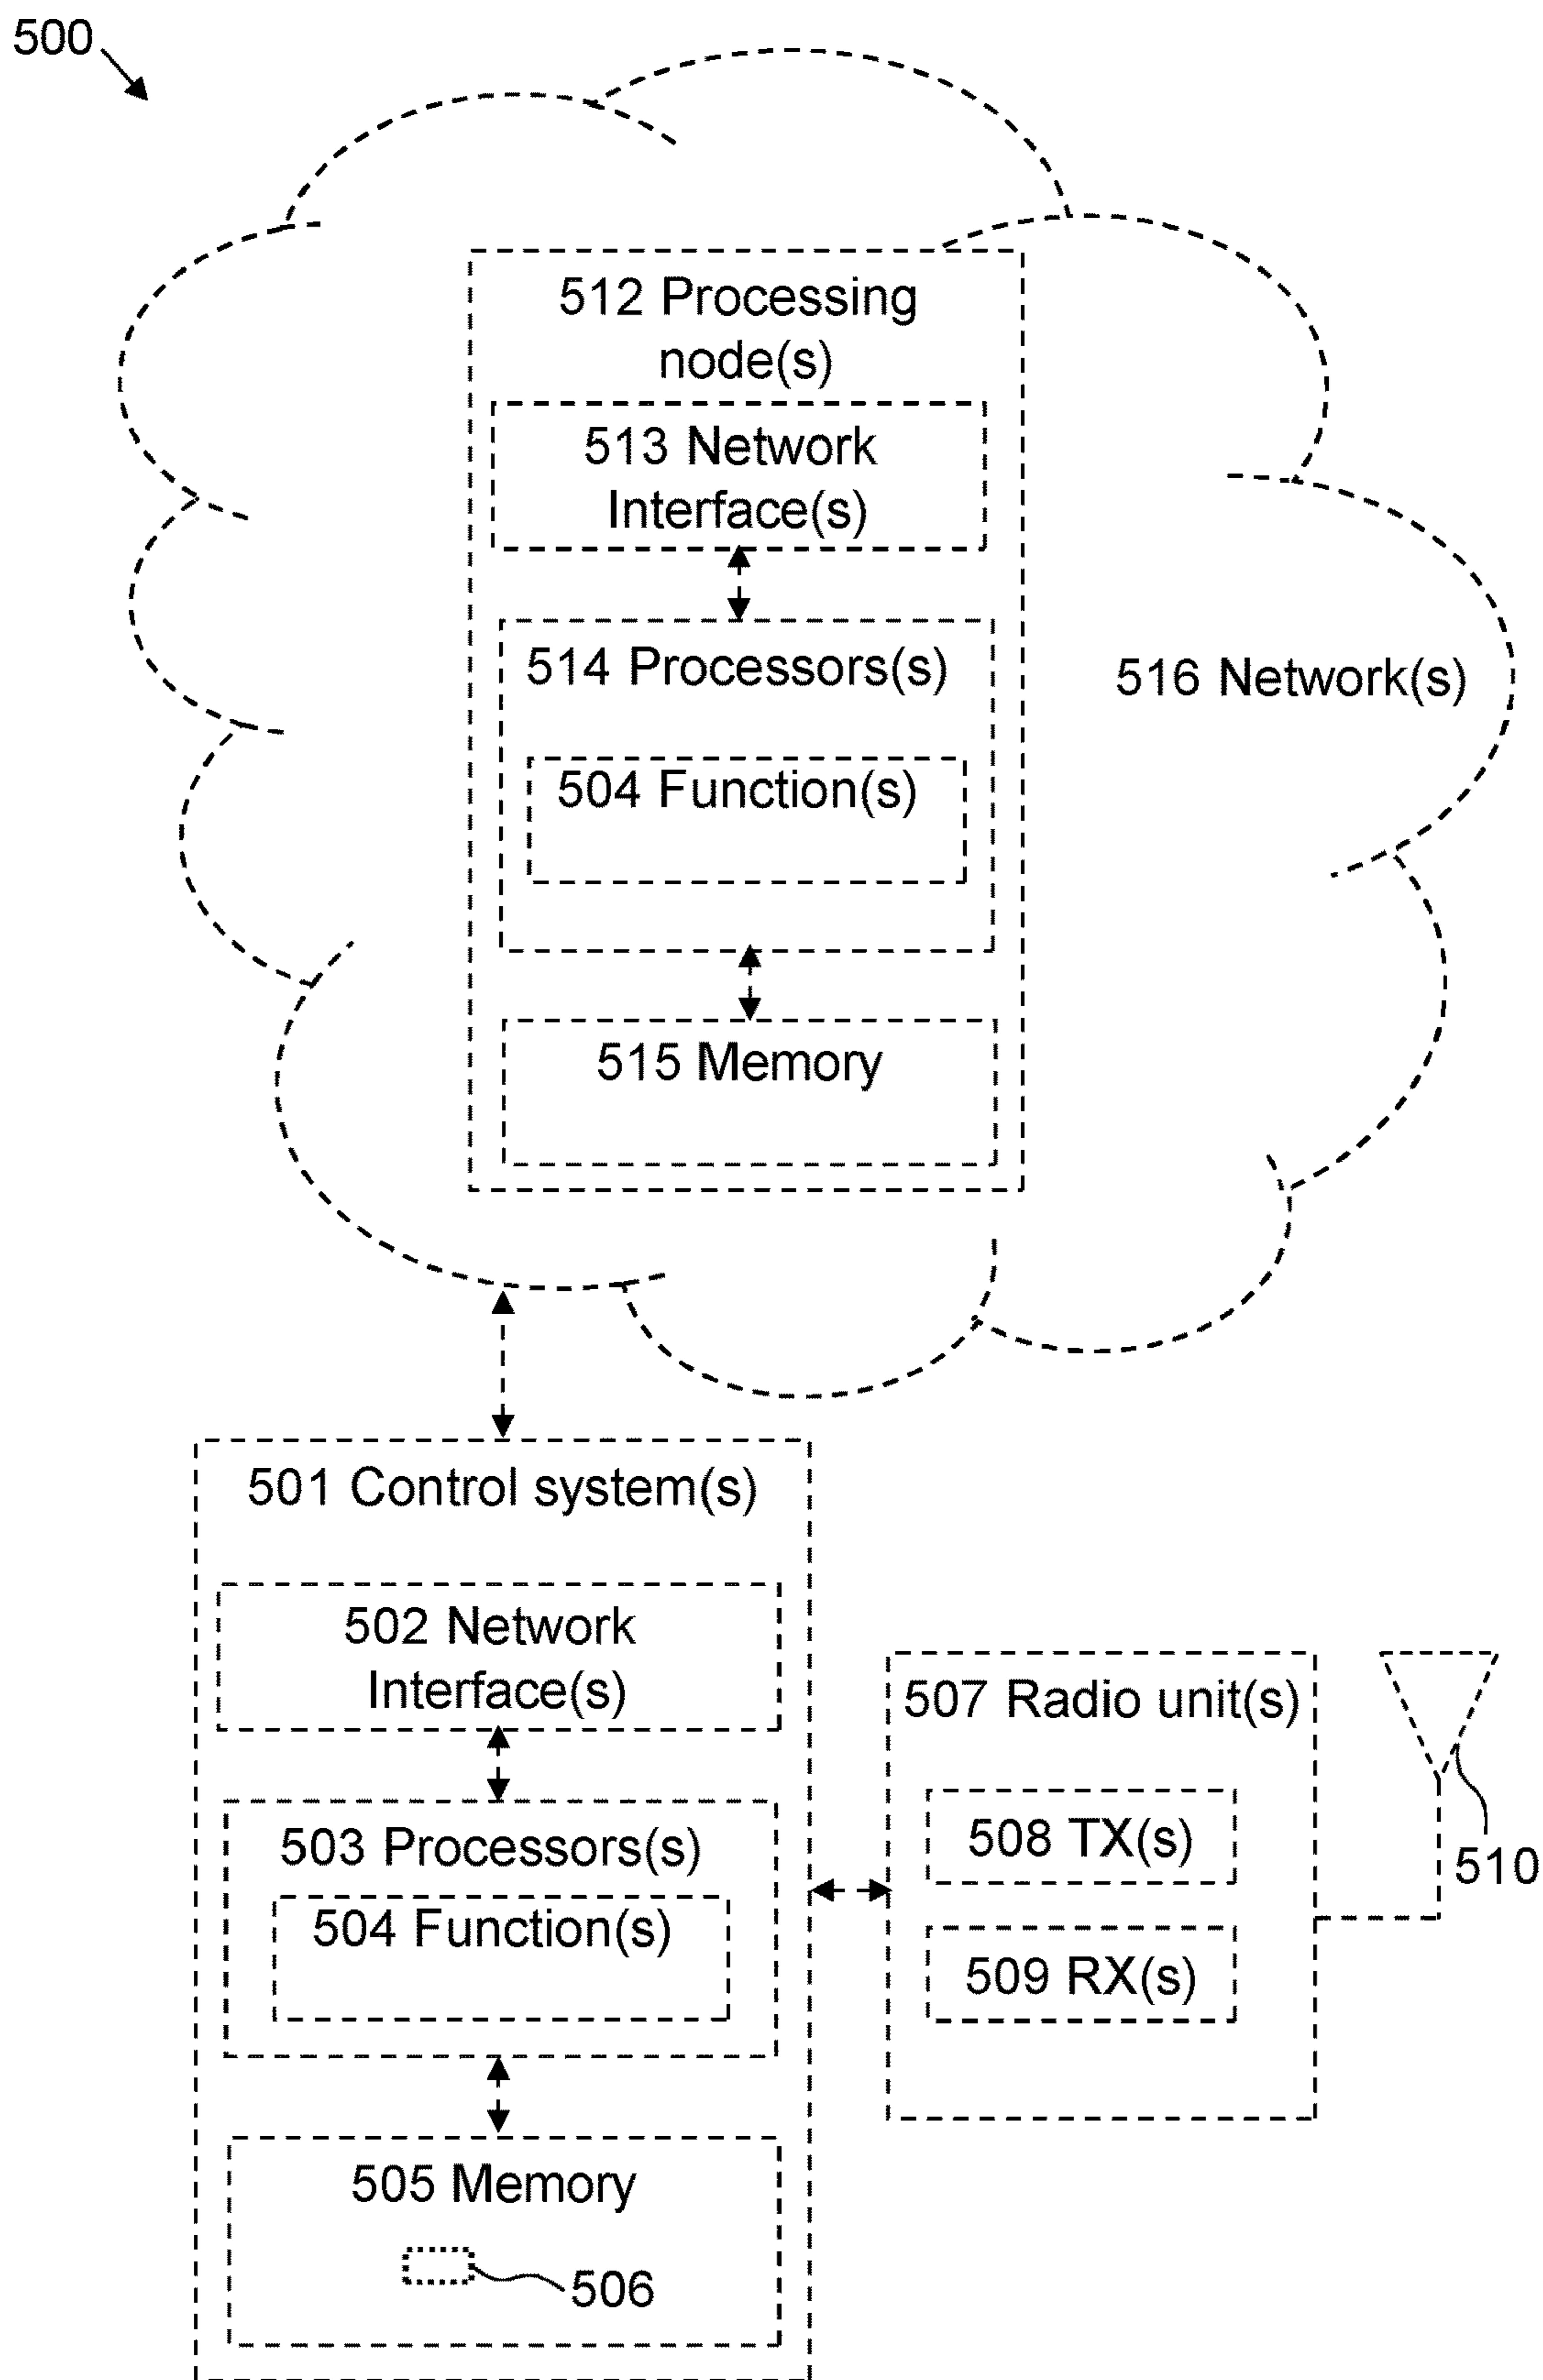 500
512 Processing
node(s)
513 Network
Interface(s)
514 Processors(s)
516 Network(s)
504 Function(s)
515 Memory
501 Control system(s)
502 Network
Interface(s)
507 Radio unit(s)
503 Processors(s)
508 TX(s)
510
504 Function(s)
509 RX(s)
505 Memory
506